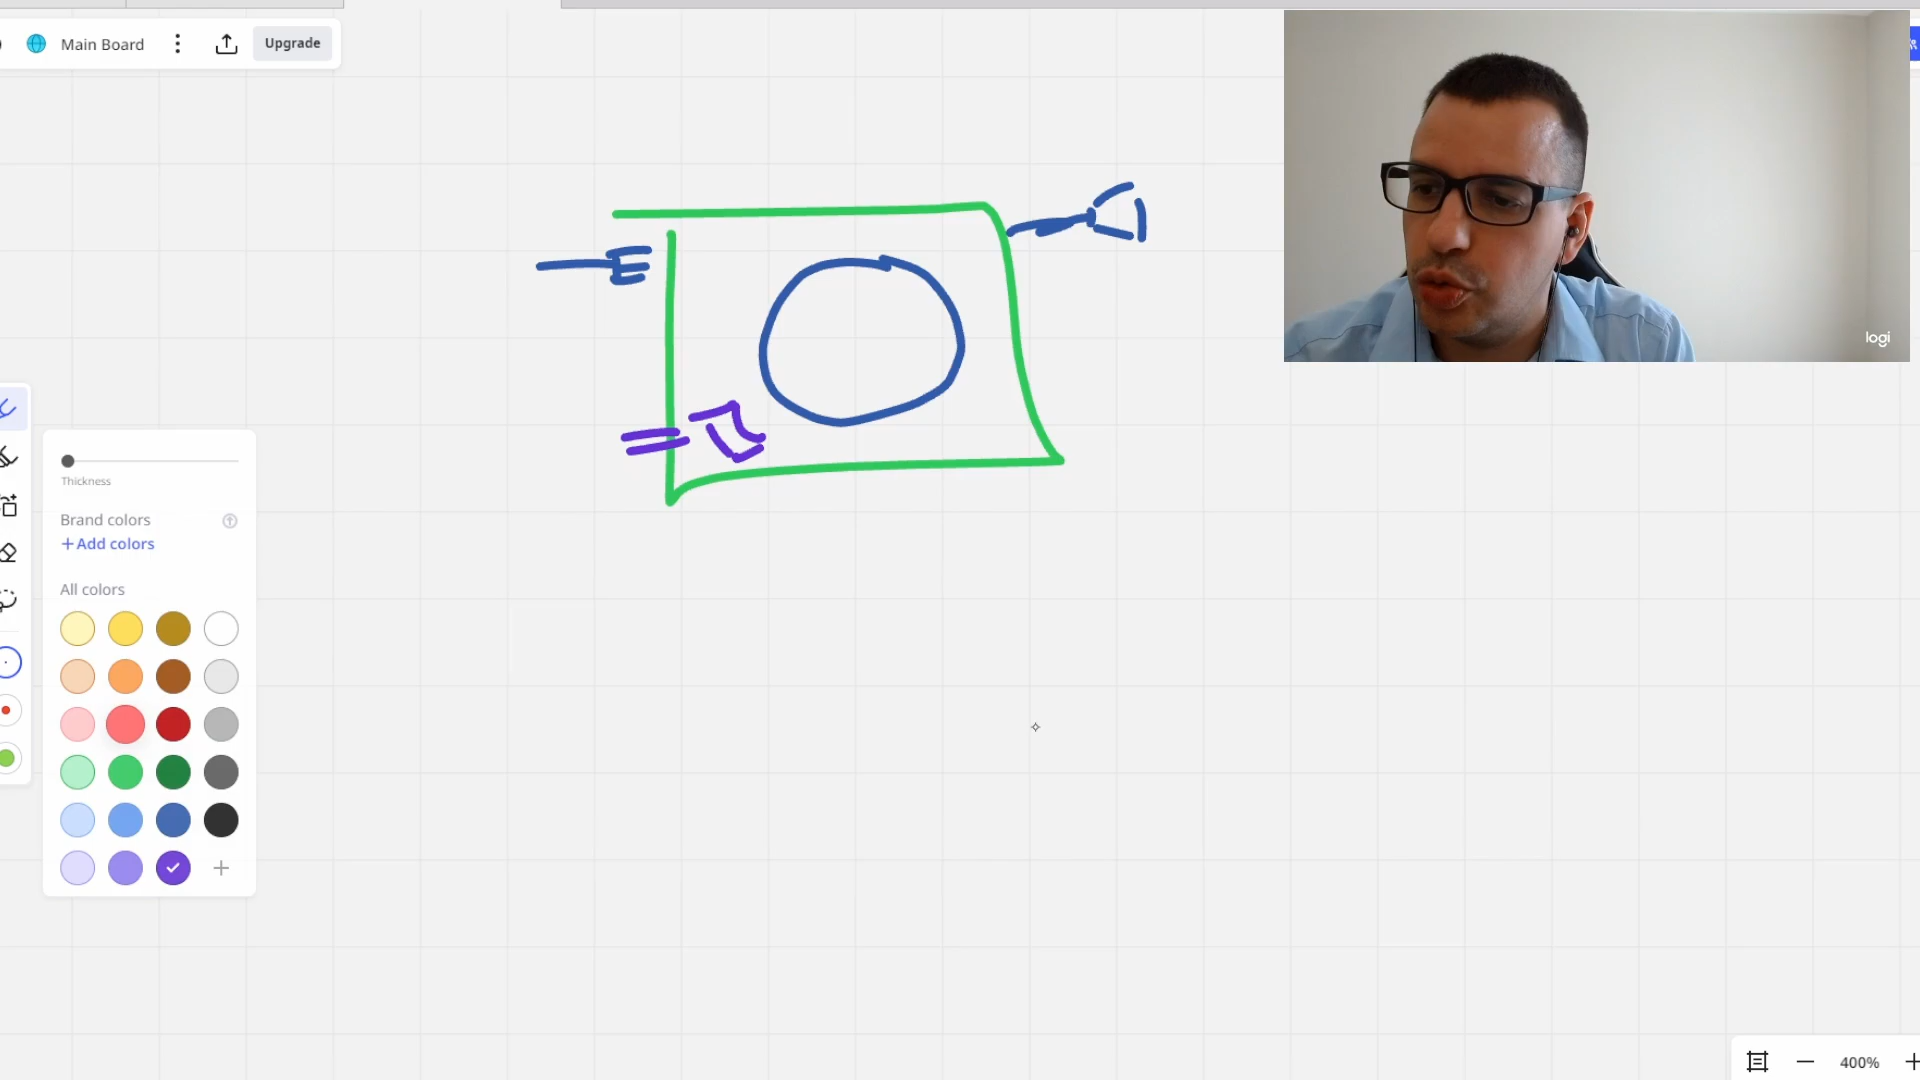 Main Board
Upgrade
logi
Thickness
Brand colors
+ Add colors
All colors
400%